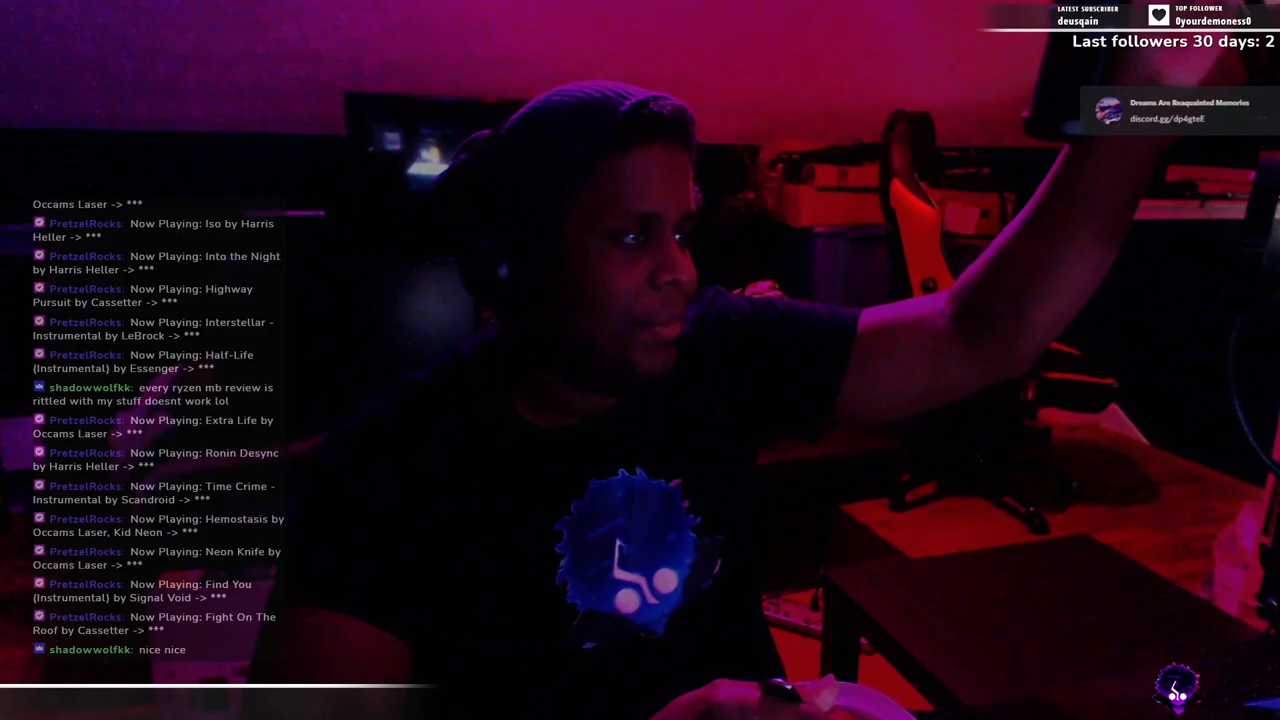 LATEST SUBSCRIBER
deusqain
TOP FOLLOWER
0yourdemoness0
Last followers 30 days: 2
Dreams Are Reaquainted Memories
discord.gg/dp4gteE
Occams Laser -> ***
PretzelRocks: Now Playing: Iso by Harris
Heller -> ***
PretzelRocks: Now Playing: Into the Night
by Harris Heller -> ***
PretzelRocks: Now Playing: Highway
Pursuit by Cassetter -> ***
PretzelRocks: Now Playing: Interstellar -
Instrumental by LeBrock -> ***
PretzelRocks: Now Playing: Half-Life
(Instrumental) by Essenger -> ***
shadowwolfkk: every ryzen mb review is
rittled with my stuff doesnt work lol
PretzelRocks: Now Playing: Extra Life by
Occams Laser -> ***
PretzelRocks: Now Playing: Ronin Desync
by Harris Heller -> ***
PretzelRocks: Now Playing: Time Crime -
Instrumental by Scandroid -> ***
PretzelRocks: Now Playing: Hemostasis by
Occams Laser, Kid Neon -> ***
PretzelRocks: Now Playing: Neon Knife by
Occams Laser -> ***
PretzelRocks: Now Playing: Find You
(Instrumental) by Signal Void -> ***
PretzelRocks: Now Playing: Fight On The
Roof by Cassetter -> ***
shadowwolfkk: nice nice